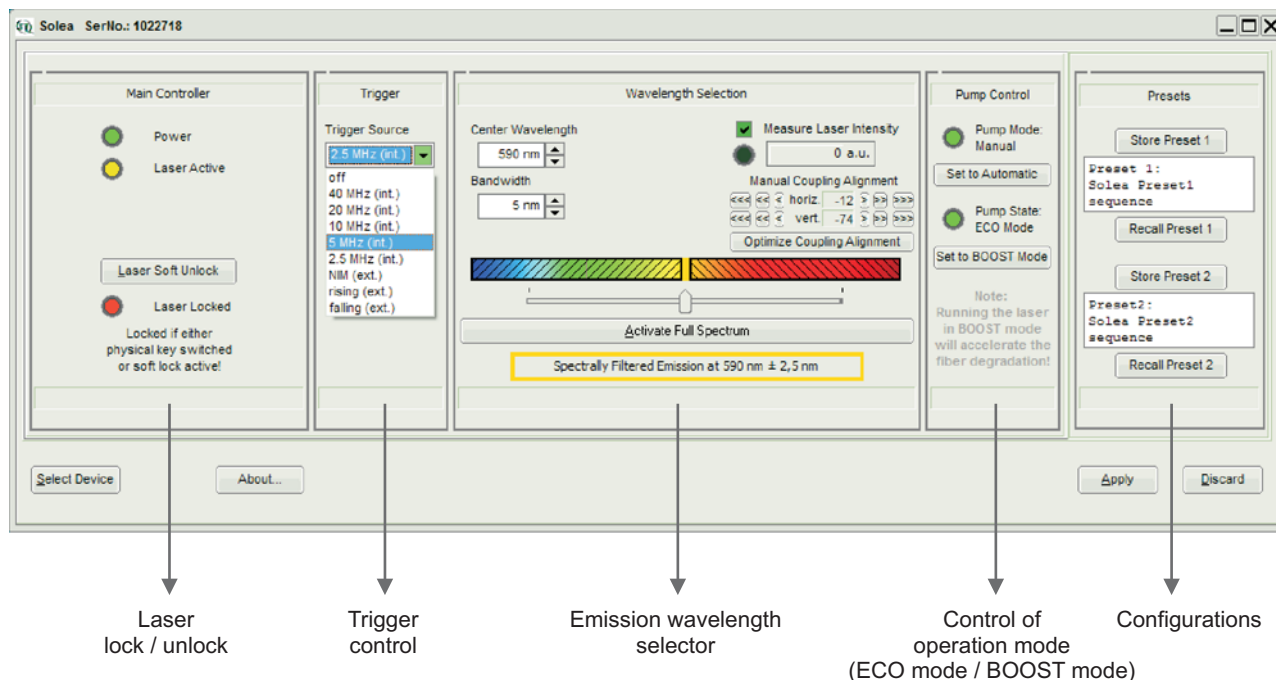 Solea SerNo.: 1022718
Main Controller
Power
Laser Active
Laser Soft Unlock
Laser Locked
Locked if either
physical key switched
or soft lock active!
Trigger
Trigger Source
2.5 MHz (int.)
off
40 MHz (int.)
20 MHz (int.)
10 MHz (int.)
5 MHz (int.)
2.5 MHz (int.)
NIM (ext.)
rising (ext.)
falling (ext.)
Wavelength Selection
Center Wavelength
590 nm
Bandwidth
5 nm
Measure Laser Intensity
0 a.u.
Manual Coupling Alignment
<<< << < horiz. -12 > >> >>>
<<< << < vert. -74 > >> >>>
Optimize Coupling Alignment
Activate Full Spectrum
Spectrally Filtered Emission at 590 nm ± 2,5 nm
Pump Control
Pump Mode:
Manual
Set to Automatic
Pump State:
ECO Mode
Set to BOOST Mode
Note:
Running the laser
in BOOST mode
will accelerate the
fiber degradation!
Presets
Store Preset 1
Preset 1:
Solea Preset1
sequence
Recall Preset 1
Store Preset 2
Preset2:
Solea Preset2
sequence
Recall Preset 2
Select Device
About...
Apply
Discard
Laser
lock / unlock
Trigger
control
Emission wavelength
selector
Control of
operation mode
(ECO mode / BOOST mode)
Configurations